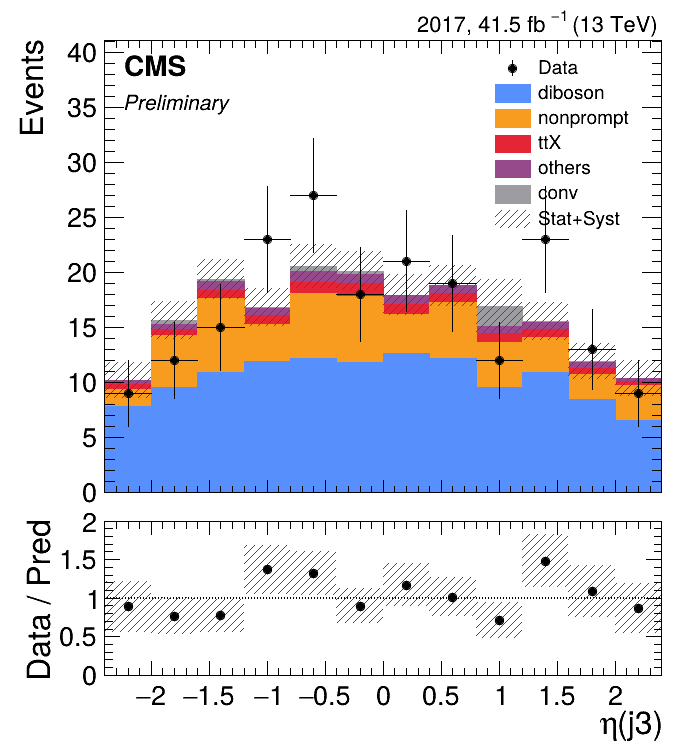 2017, 41.5 fb⁻¹ (13 TeV)
CMS
Preliminary
Events
40
35
30
25
20
15
10
5
0
Data
diboson
nonprompt
ttX
others
conv
Stat+Syst
Data / Pred
2
1.5
1
0.5
0
−2 −1.5 −1 −0.5 0 0.5 1 1.5 2
η(j3)